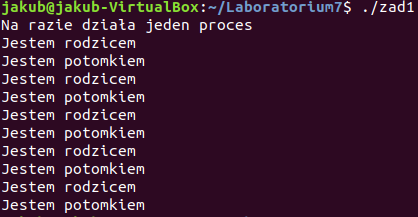 jakub@jakub-VirtualBox:~/Laboratorium7$ ./zad1
Na razie działa jeden proces
Jestem rodzicem
Jestem potomkiem
Jestem rodzicem
Jestem potomkiem
Jestem rodzicem
Jestem potomkiem
Jestem rodzicem
Jestem potomkiem
Jestem rodzicem
Jestem potomkiem